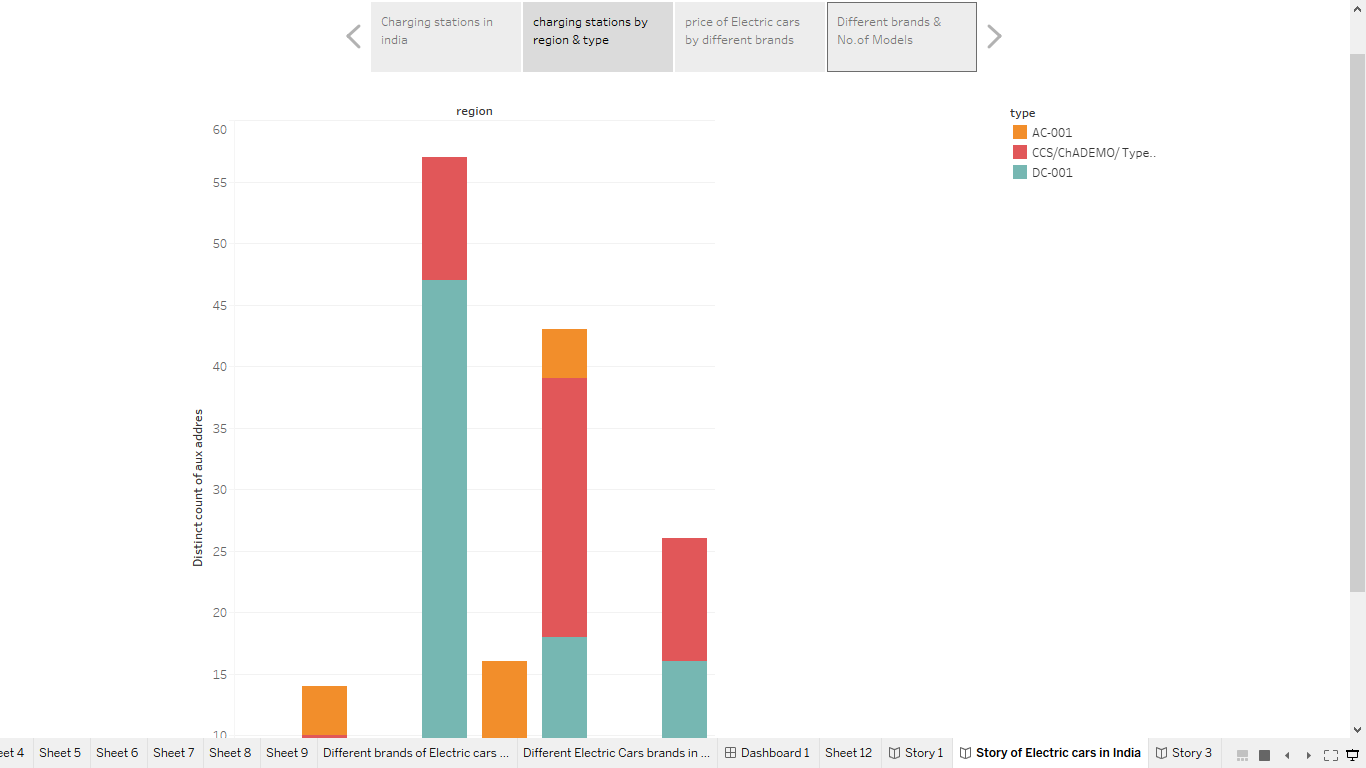 Charging stations in
india
charging stations by
region & type
price of Electric cars
by different brands
Different brands &
No.of Models
region
type
AC-001
CCS/ChADEMO/ Type..
DC-001
60
55
50
45
40
35
30
25
20
15
10
Distinct count of aux addres
eet 4
Sheet 5
Sheet 6
Sheet 7
Sheet 8
Sheet 9
Different brands of Electric cars ...
Different Electric Cars brands in ...
Dashboard 1
Sheet 12
Story 1
Story of Electric cars in India
Story 3